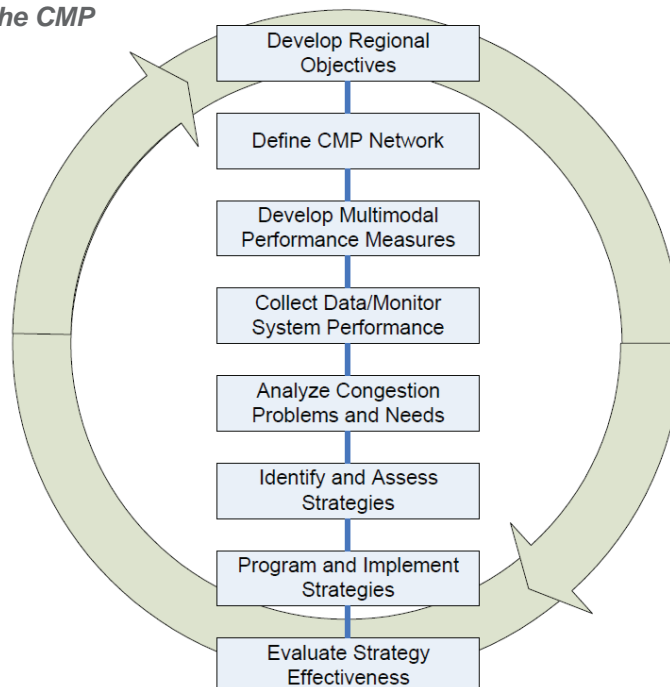 he CMP
Develop Regional
Objectives
Define CMP Network
Develop Multimodal
Performance Measures
Collect Data/Monitor
System Performance
Analyze Congestion
Problems and Needs
Identify and Assess
Strategies
Program and Implement
Strategies
Evaluate Strategy
Effectiveness